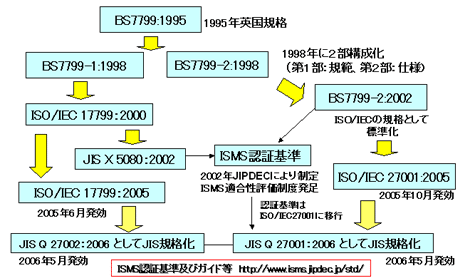 BS7799:1995
1995年英国規格
BS7799-1:1998
BS7799-2:1998
1998年に2部構成化
(第1部:規範、第2部:仕様)
BS7799-2:2002
ISO/IEC 17799:2000
ISO/IECの規格として
標準化
JIS X 5080:2002
ISMS認証基準
2002年JIPDECにより制定
ISMS適合性評価制度発足
ISO/IEC 27001:2005
2005年10月発効
ISO/IEC 17799:2005
2005年6月発効
認証基準は
ISO/IEC27001に移行
JIS Q 27002:2006 としてJIS規格化
JIS Q 27001:2006 としてJIS規格化
2006年5月発効
2006年5月発効
ISMS認証基準及びガイド等 http://www.isms.jipdec.jp/std/